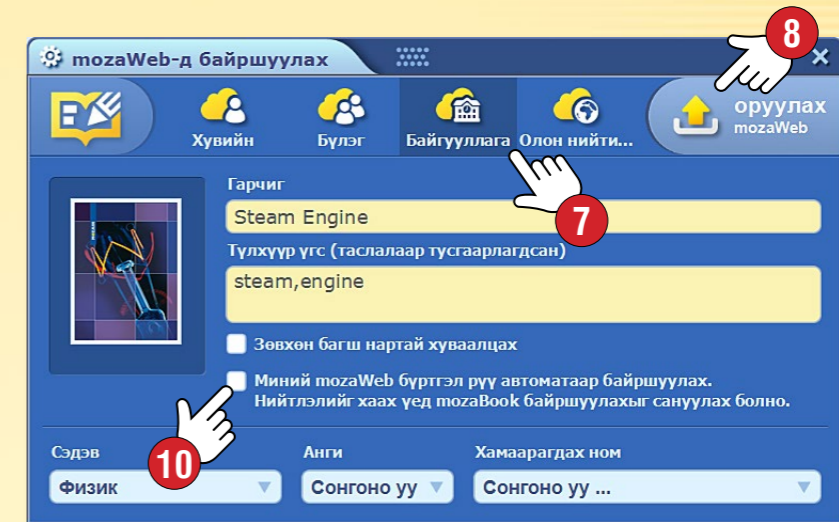 8
mozaWeb-д байршуулах
оруулах
mozaWeb
Хувийн Бүлэг Байгууллага Олон нийти...
7
Гарчиг
Steam Engine
Түлхүүр үгс (таслалаар тусгаарлагдсан)
steam,engine
Зөвхөн багш нартай хуваалцах
Миний mozaWeb бүртгэл рүү автоматаар байршуулах.
Нийтлэлийг хаах үед mozaBook байршуулахыг сануулах болно.
10
Сэдэв Анги Хамаарагдах ном
Физик Сонгоно уу Сонгоно уу ...